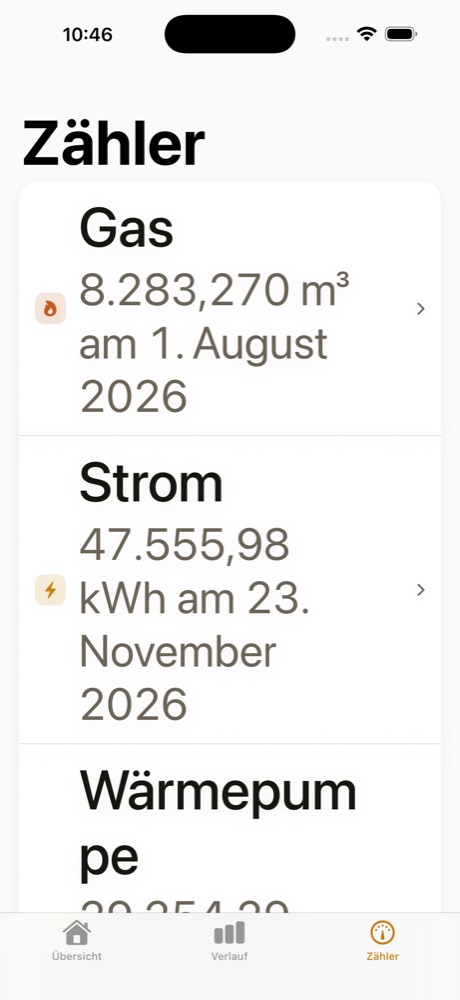 10:46
Zähler
Gas
8.283,270 m³
am 1. August
2026
Strom
47.555,98
kWh am 23.
November
2026
Wärmepum
pe
Übersicht
Verlauf
Zähler